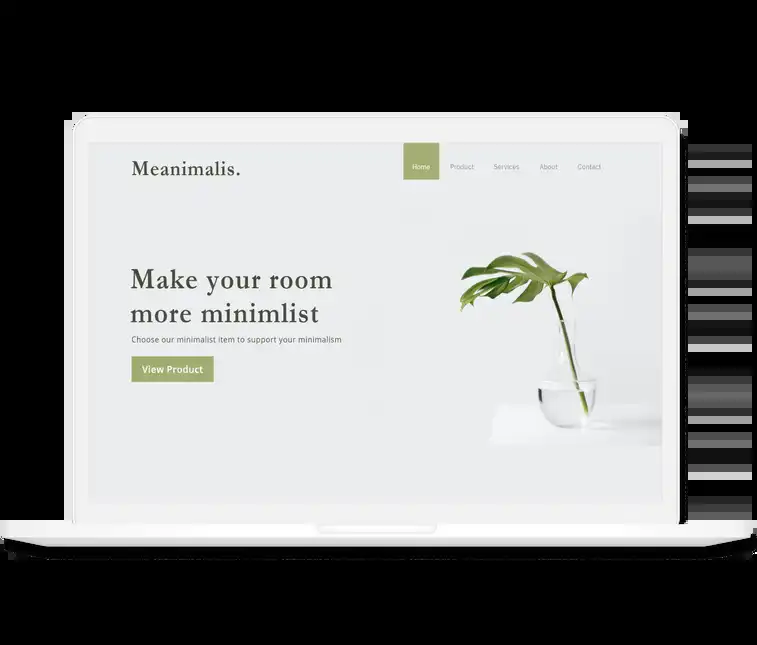 Meanimalis.
Home Product Services About Contact
Make your room
more minimlist
Choose our minimalist item to support your minimalism
View Product